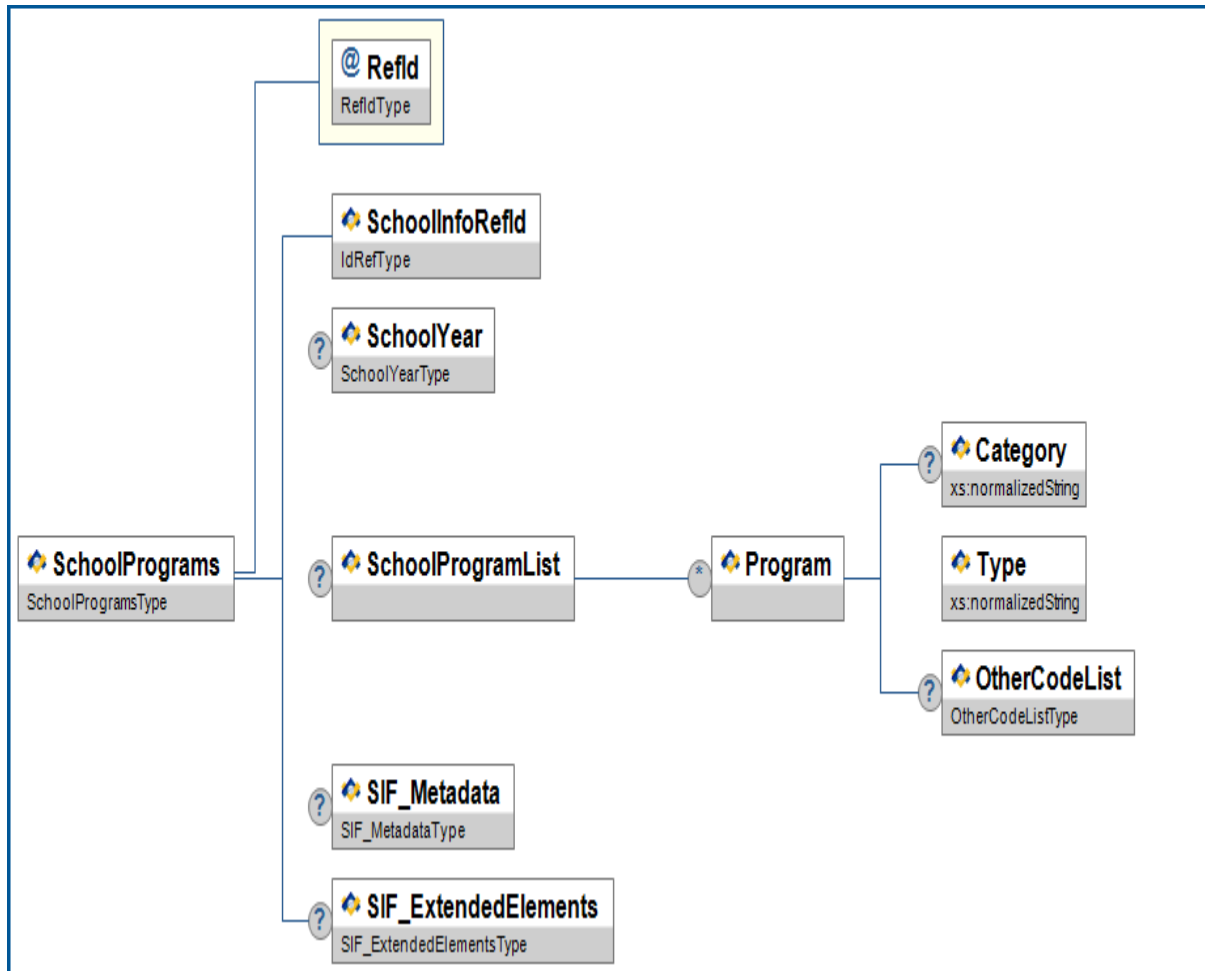 @ RefId
RefIdType
SchoolInfoRefId
IdRefType
? SchoolYear
SchoolYearType
? Category
xs:normalizedString
SchoolPrograms
SchoolProgramsType
? SchoolProgramList
* Program
Type
xs:normalizedString
? OtherCodeList
OtherCodeListType
? SIF_Metadata
SIF_MetadataType
? SIF_ExtendedElements
SIF_ExtendedElementsType